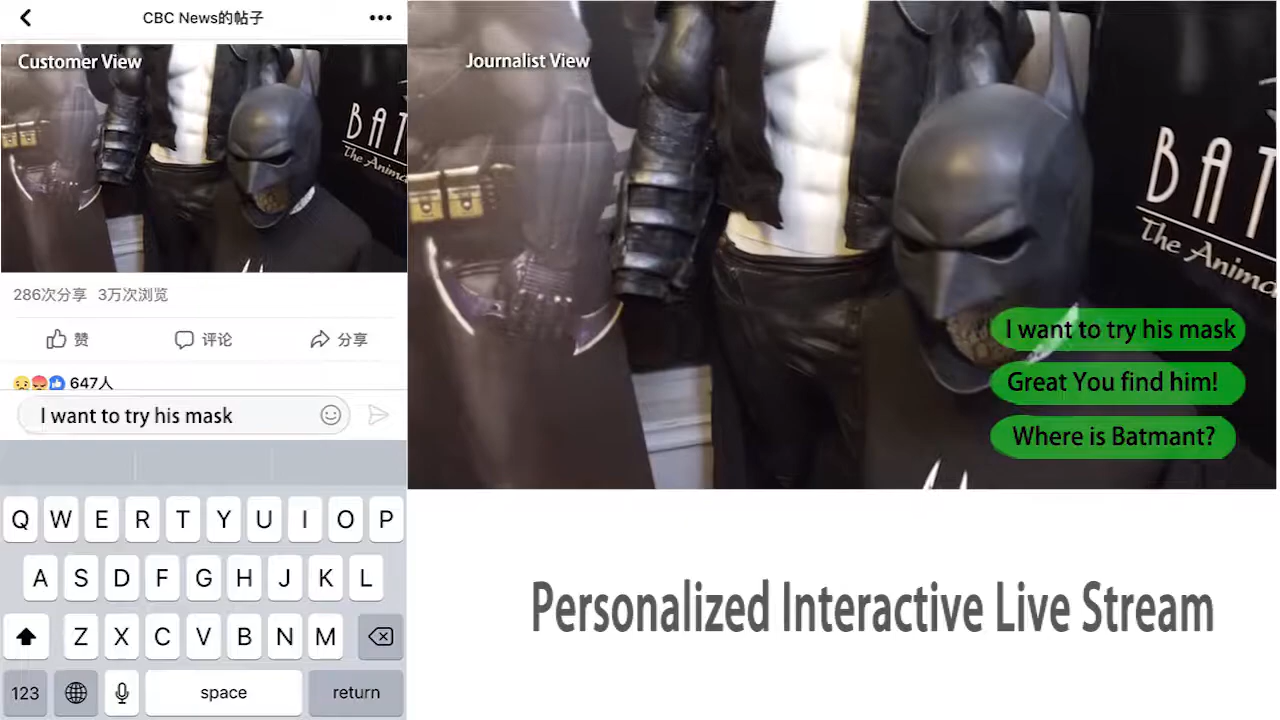 CBC News的帖子
Customer View
BAT
The Anima
286次分享 3万次浏览
赞 评论 分享
647人
I want to try his mask
Q W E R T Y U I O P
A S D F G H J K L
Z X C V B N M
123 space return
Journalist View
BAT
The Anima
I want to try his mask
Great You find him!
Where is Batmant?
Personalized Interactive Live Stream